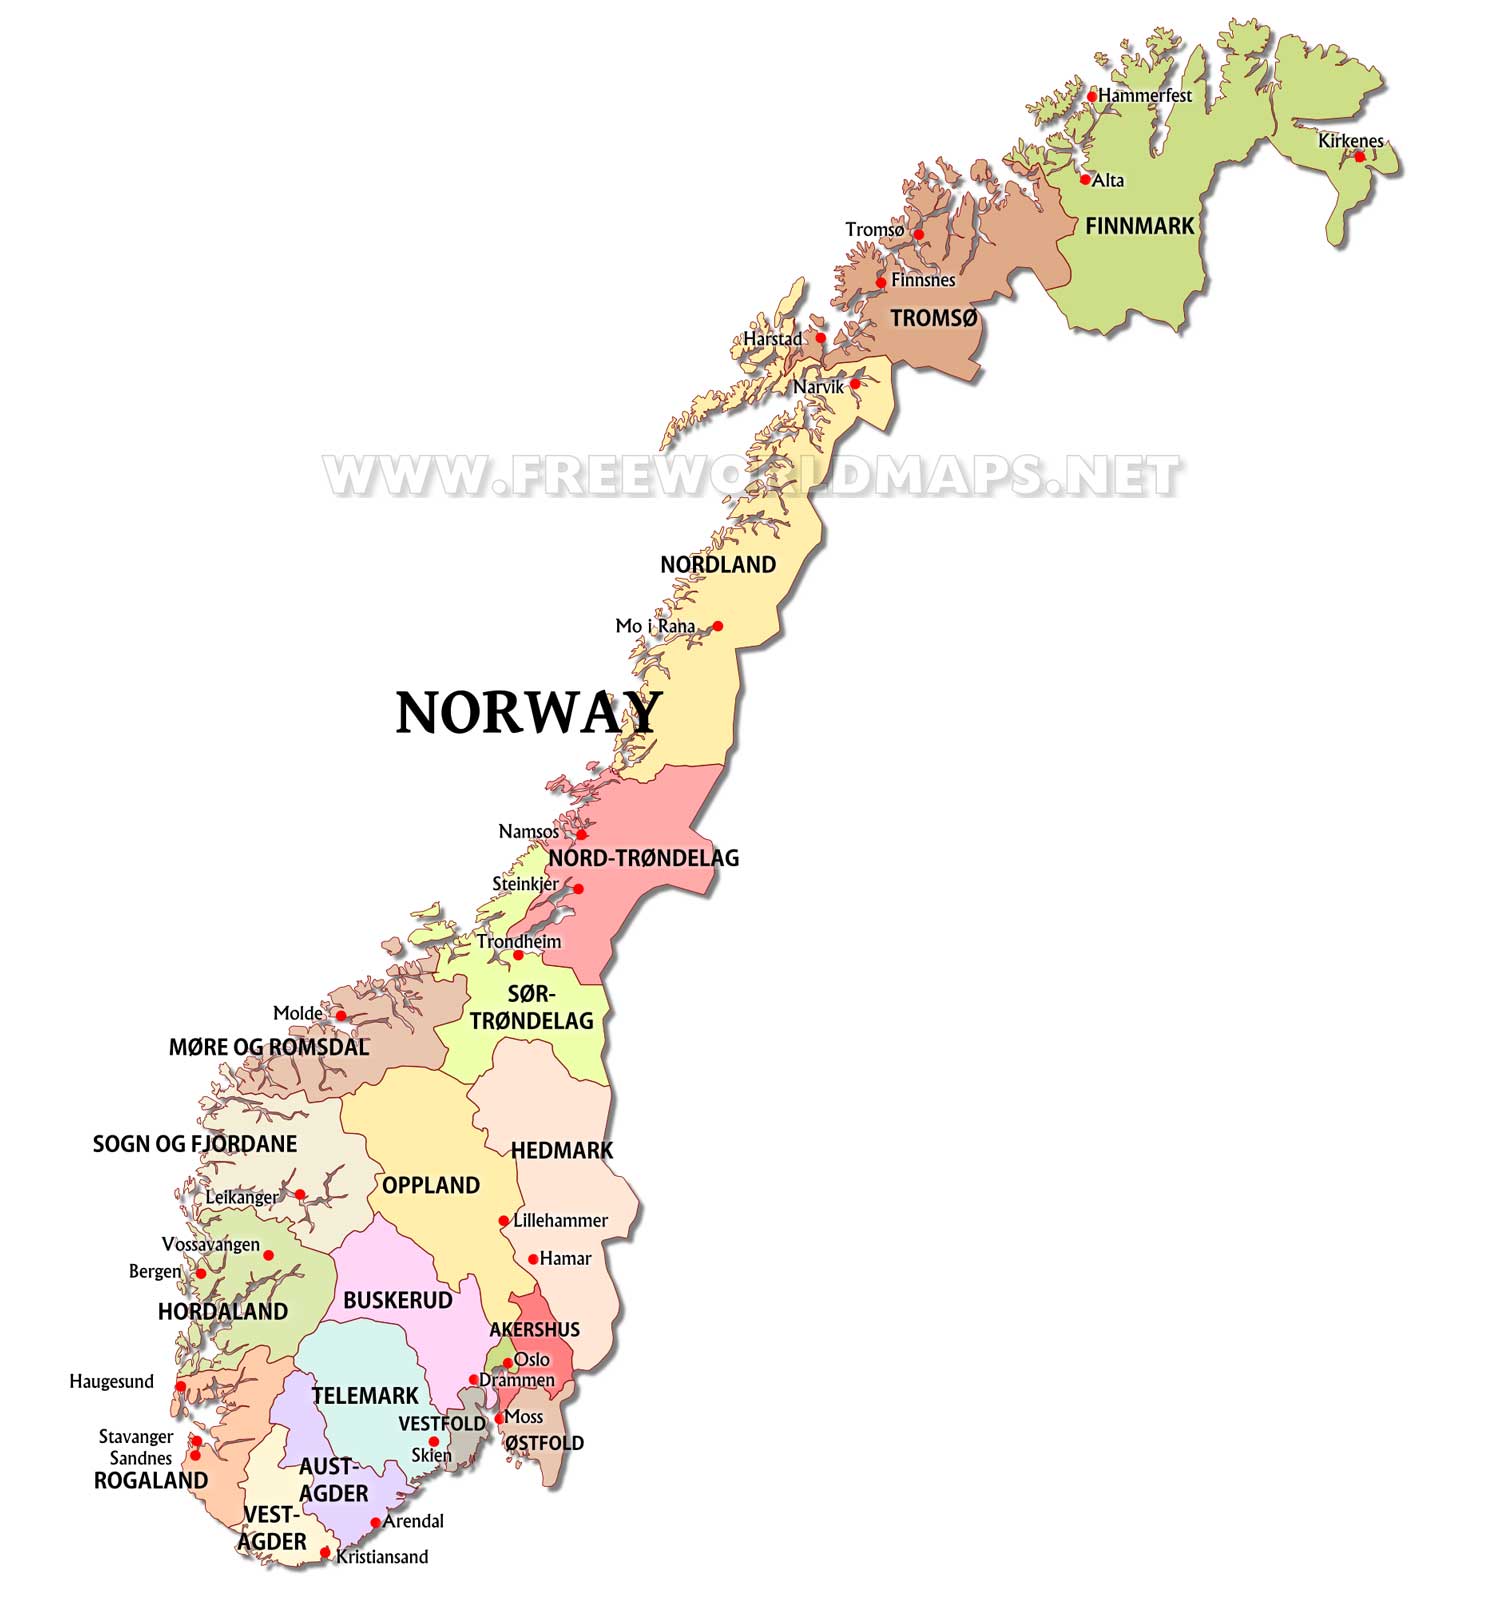 Hammerfest
Kirkenes
Alta
FINNMARK
Tromsø
Finnsnes
TROMSØ
Harstad
Narvik
WWW.FREEWORLDMAPS.NET
NORDLAND
Mo i Rana
NORWAY
Namsos
NORD-TRØNDELAG
Steinkjer
Trondheim
SØR-
TRØNDELAG
Molde
MØRE OG ROMSDAL
SOGN OG FJORDANE
HEDMARK
OPPLAND
Leikanger
Lillehammer
Vossavangen
Hamar
Bergen
BUSKERUD
HORDALAND
AKERSHUS
Oslo
Drammen
Haugesund
TELEMARK
Moss
VESTFOLD
Stavanger
ØSTFOLD
Skien
Sandnes
ROGALAND
AUST-
AGDER
VEST-
AGDER
Arendal
Kristiansand